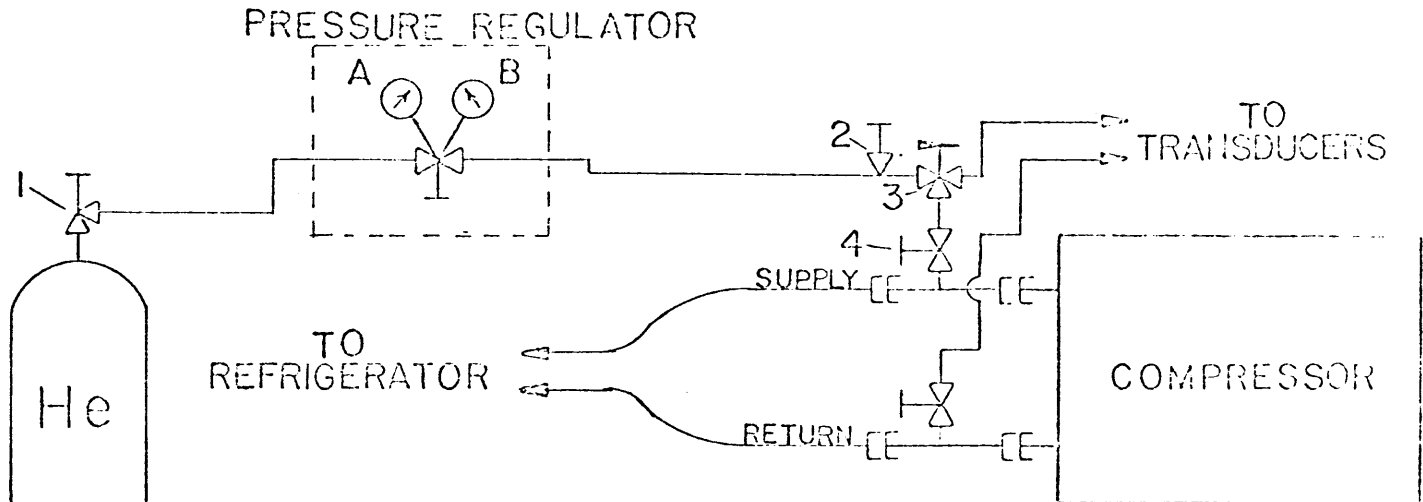 PRESSURE REGULATOR
A
B
TO
TRANSDUCERS
1
2
3
4
SUPPLY
TO
REFRIGERATOR
He
COMPRESSOR
RETURN